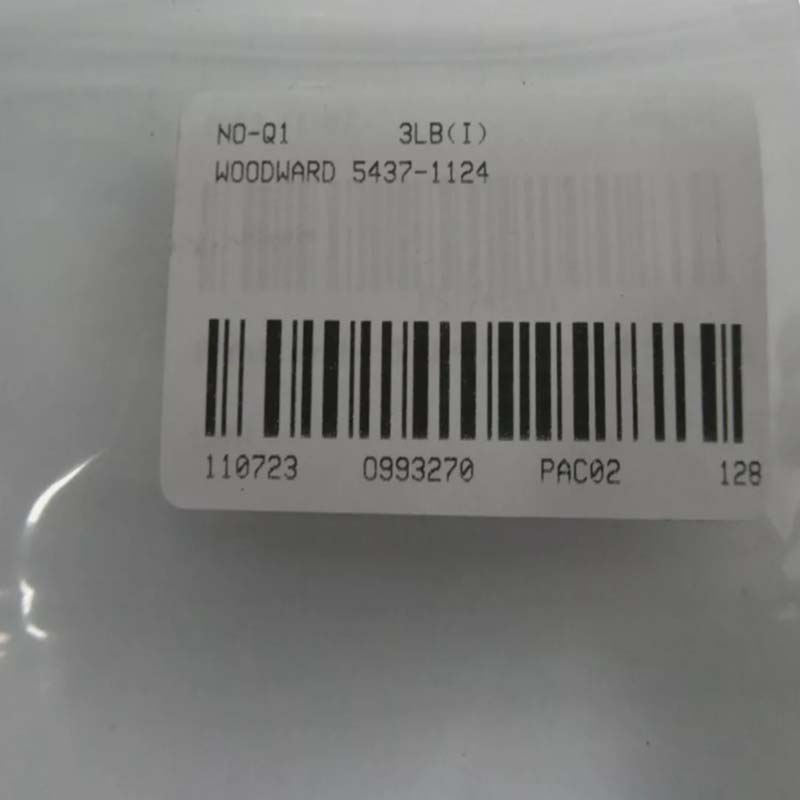 NO-Q1 3LB(I)
WOODWARD 5437-1124
110723 0993270 PAC02 128